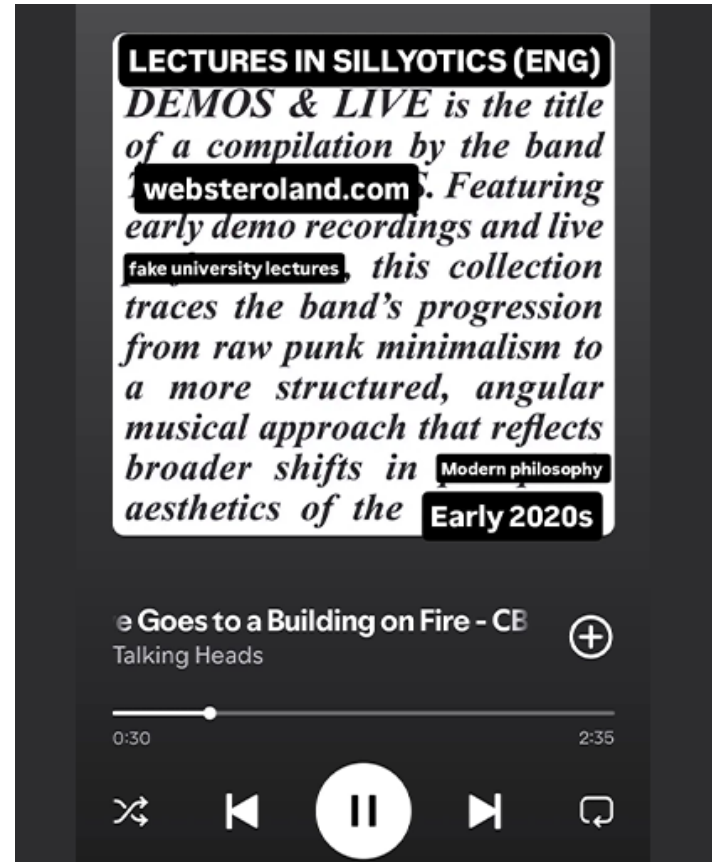 LECTURES IN SILLYOTICS (ENG)
DEMOS & LIVE is the title
of a compilation by the band
websteroland.com. Featuring
early demo recordings and live
fake university lectures, this collection
traces the band's progression
from raw punk minimalism to
a more structured, angular
musical approach that reflects
broader shifts in Modern philosophy
aesthetics of the Early 2020s
e Goes to a Building on Fire - CB
Talking Heads
0:30
2:35